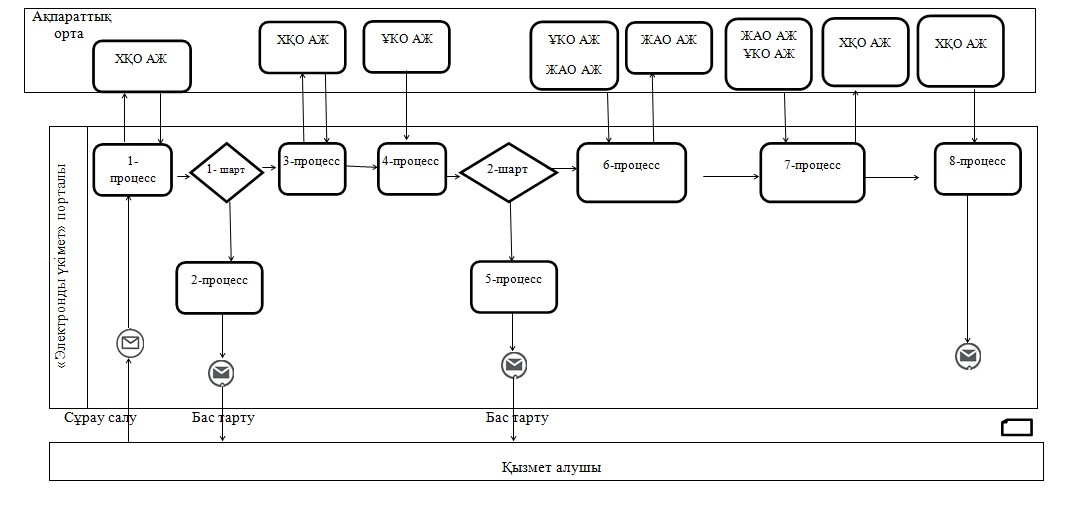 Ақпараттық
орта
ХҚО АЖ
ХҚО АЖ
ҰКО АЖ
ҰКО АЖ
ЖАО АЖ
ЖАО АЖ
ЖАО АЖ
ҰКО АЖ
ХҚО АЖ
ХҚО АЖ
«Электронды үкімет» порталы
1-
процесс
1- шарт
3-процесс
4-процесс
2-шарт
6-процесс
7-процесс
8-процесс
2-процесс
5-процесс
Сұрау салу
Бас тарту
Бас тарту
Қызмет алушы